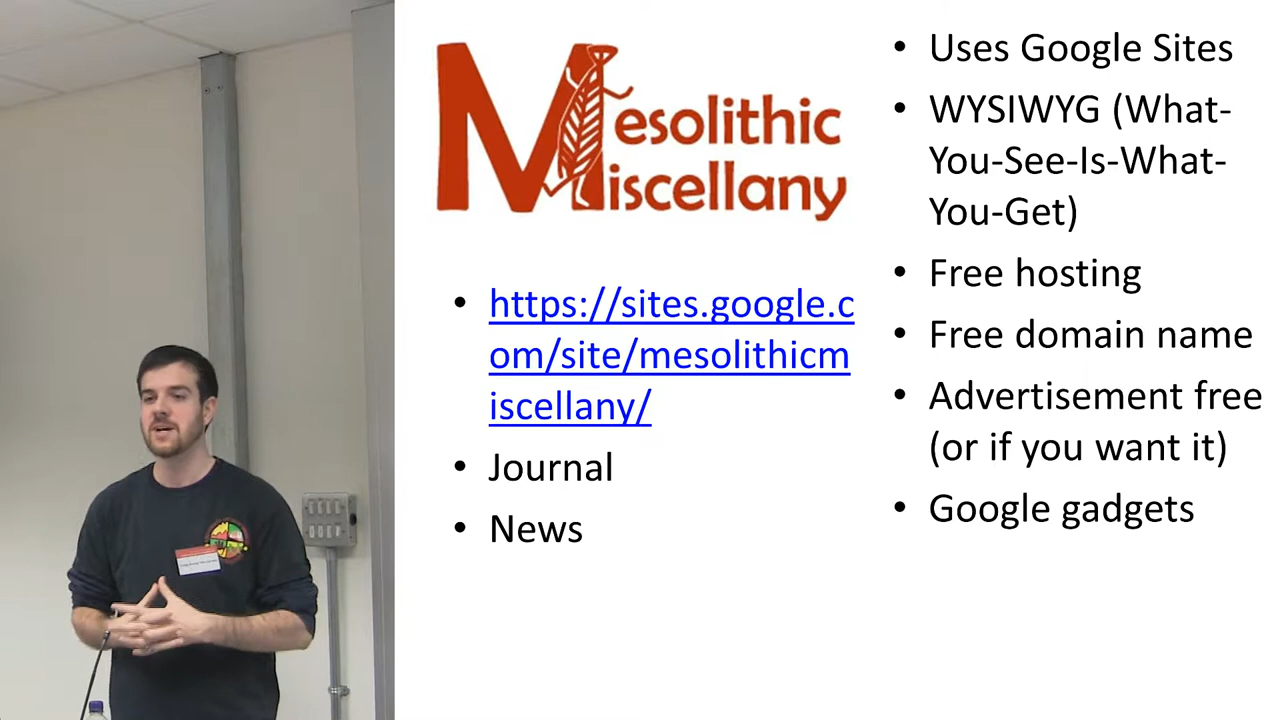 Mesolithic
Miscellany
• https://sites.google.c
om/site/mesolithicm
iscellany/
• Journal
• News
• Uses Google Sites
• WYSIWYG (What-
You-See-Is-What-
You-Get)
• Free hosting
• Free domain name
• Advertisement free
(or if you want it)
• Google gadgets